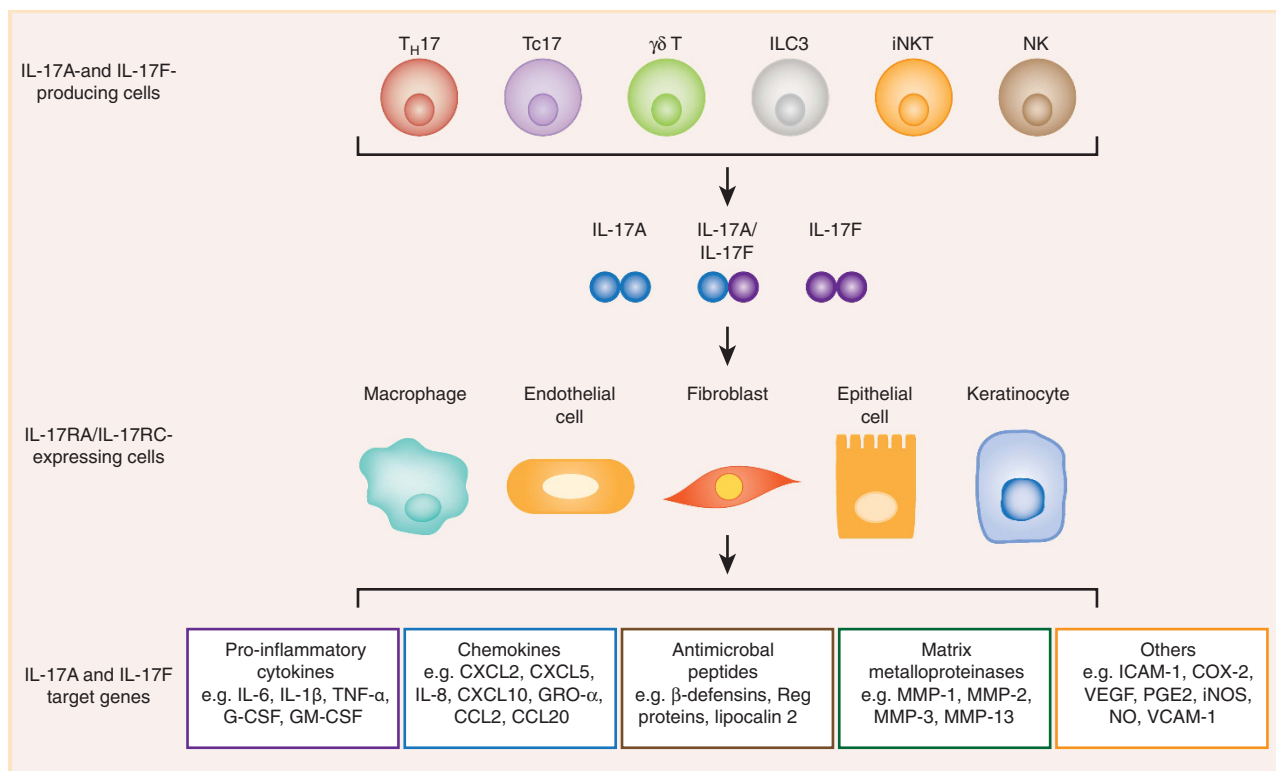 IL-17A-and IL-17F-
producing cells
T_H17
Tc17
γδ T
ILC3
iNKT
NK
IL-17A
IL-17A/
IL-17F
IL-17F
IL-17RA/IL-17RC-
expressing cells
Macrophage
Endothelial
cell
Fibroblast
Epithelial
cell
Keratinocyte
IL-17A and IL-17F
target genes
Pro-inflammatory
cytokines
e.g. IL-6, IL-1β, TNF-α,
G-CSF, GM-CSF
Chemokines
e.g. CXCL2, CXCL5,
IL-8, CXCL10, GRO-α,
CCL2, CCL20
Antimicrobial
peptides
e.g. β-defensins, Reg
proteins, lipocalin 2
Matrix
metalloproteinases
e.g. MMP-1, MMP-2,
MMP-3, MMP-13
Others
e.g. ICAM-1, COX-2,
VEGF, PGE2, iNOS,
NO, VCAM-1